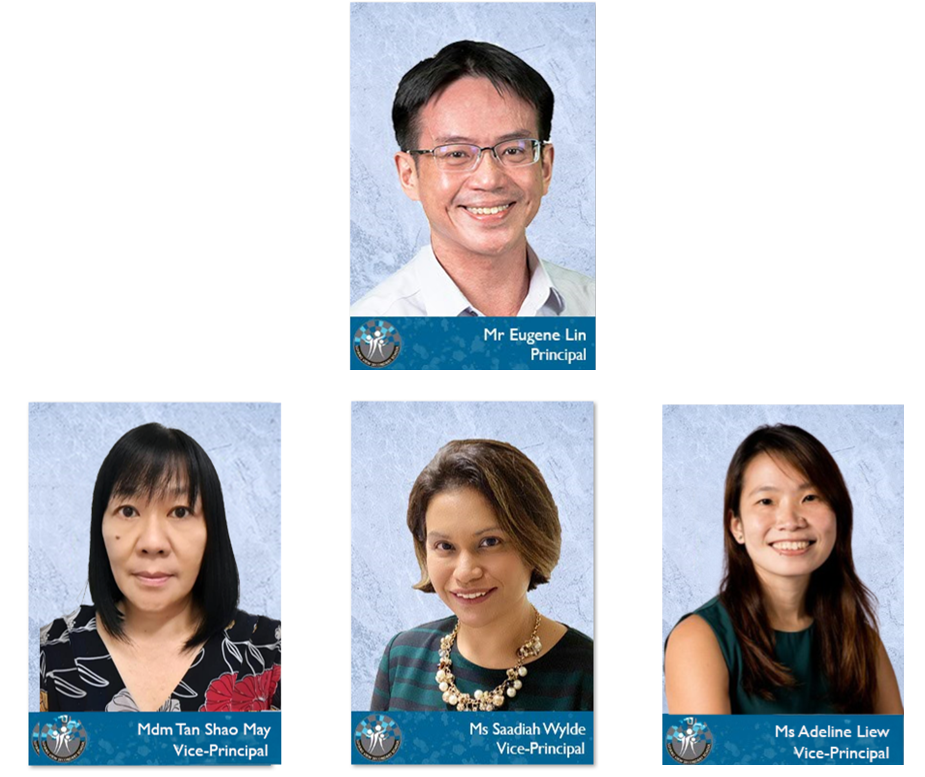 Mr Eugene Lin
Principal
Mdm Tan Shao May
Vice-Principal
Ms Saadiah Wylde
Vice-Principal
Ms Adeline Liew
Vice-Principal